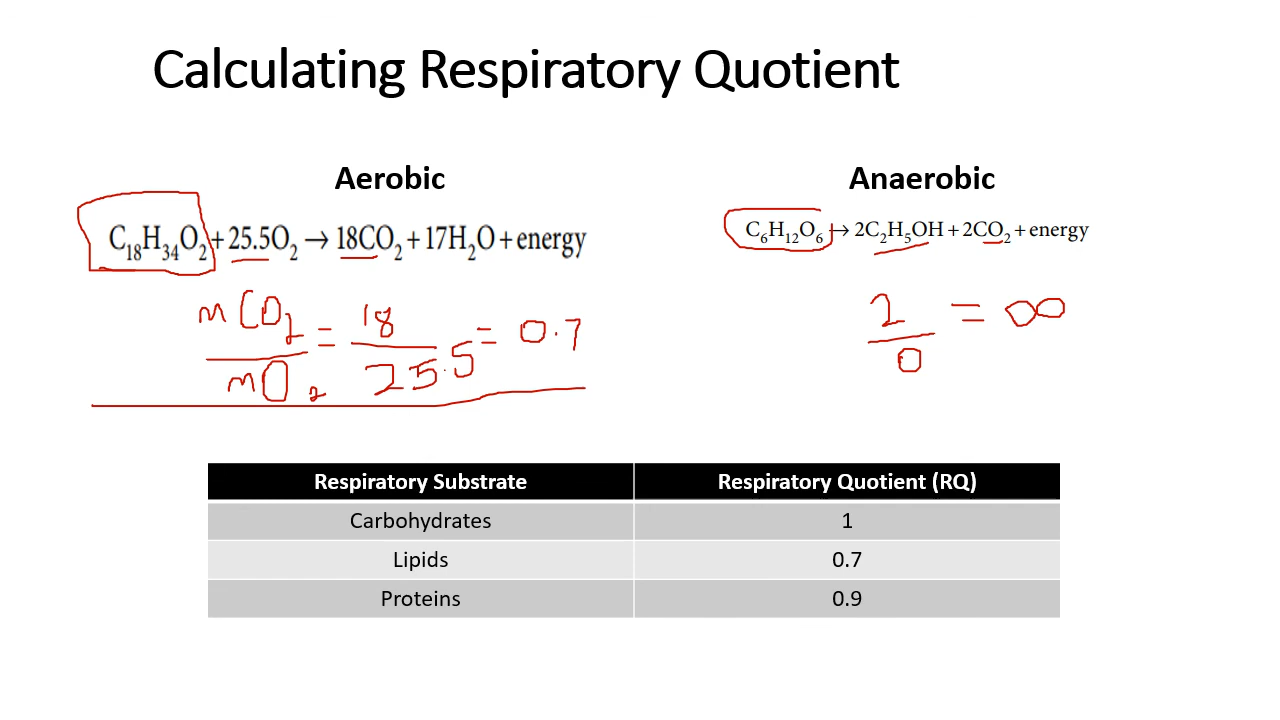 Calculating Respiratory Quotient
Aerobic
C₁₈H₃₄O₂ + 25.5O₂ → 18CO₂ + 17H₂O + energy
mCO₂ / mO₂ = 18 / 25.5 = 0.7
Anaerobic
C₆H₁₂O₆ → 2C₂H₅OH + 2CO₂ + energy
2 / 0 = ∞
Respiratory Substrate Respiratory Quotient (RQ)
Carbohydrates 1
Lipids 0.7
Proteins 0.9